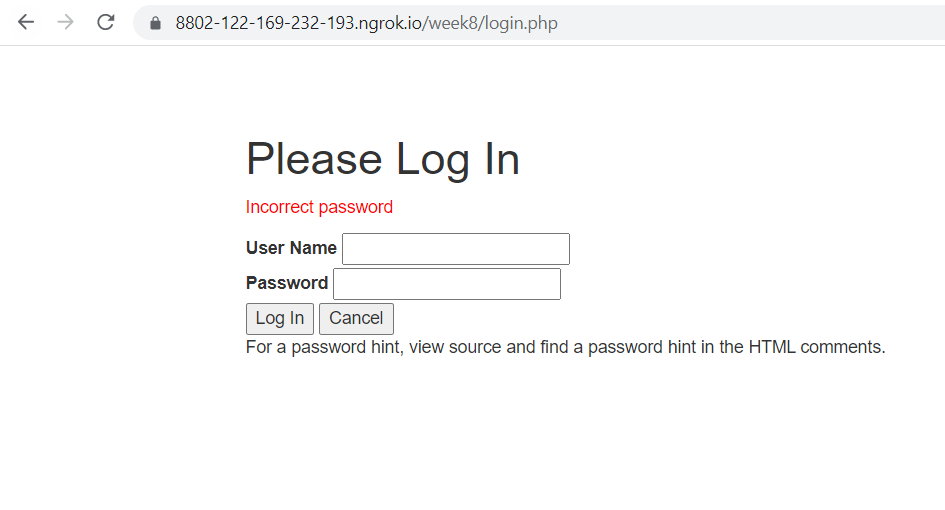 8802-122-169-232-193.ngrok.io/week8/login.php
Please Log In
Incorrect password
User Name
Password
Log In Cancel
For a password hint, view source and find a password hint in the HTML comments.